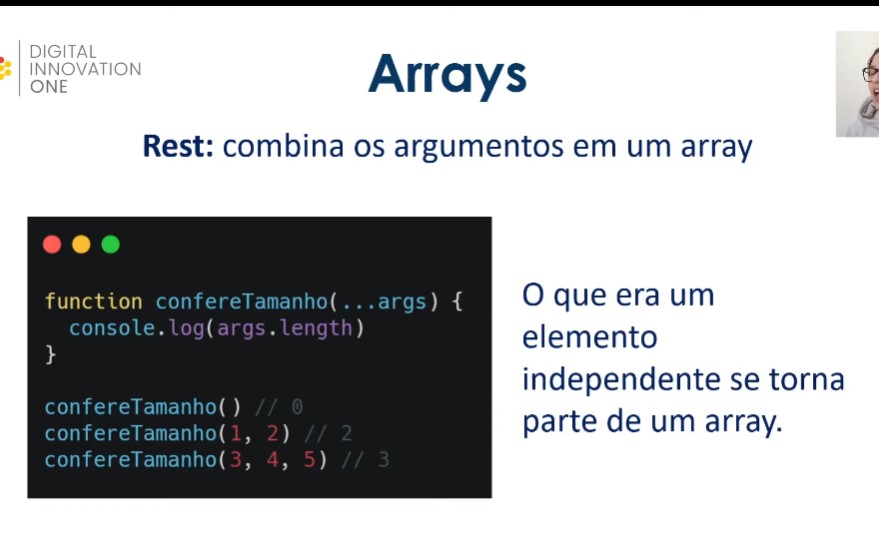 DIGITAL
INNOVATION
ONE
Arrays
Rest: combina os argumentos em um array
function confereTamanho(...args) {
  console.log(args.length)
}
confereTamanho() // 0
confereTamanho(1, 2) // 2
confereTamanho(3, 4, 5) // 3
O que era um
elemento
independente se torna
parte de um array.